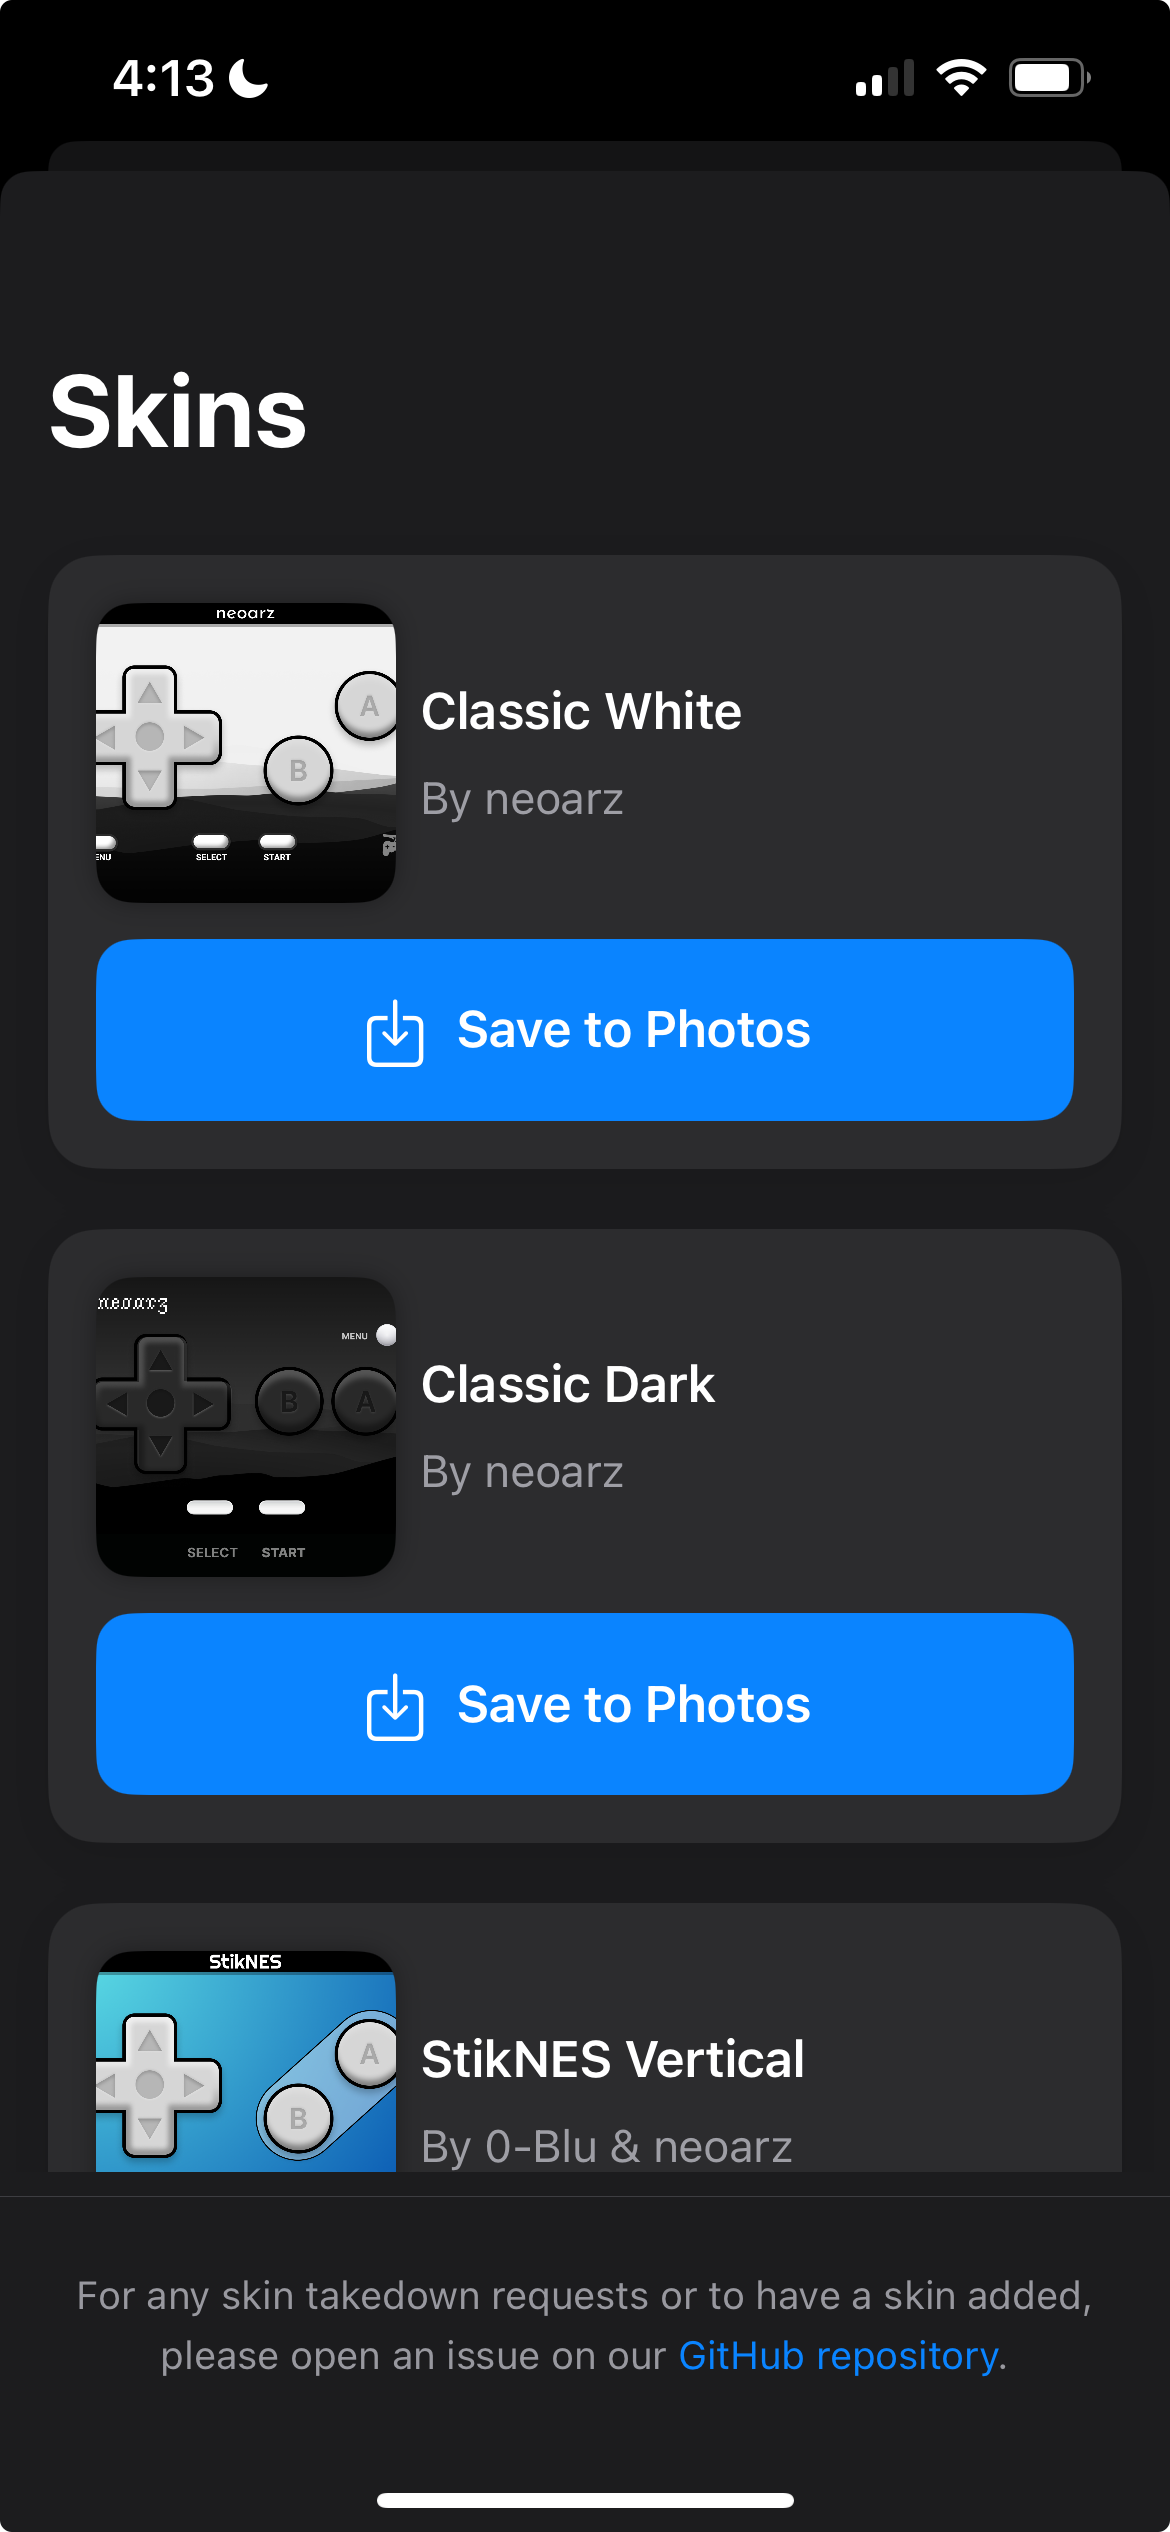 4:13
Skins
neoarz
A
B
ENU
SELECT
START
Classic White
By neoarz
Save to Photos
neoarz
MENU
B
A
SELECT
START
Classic Dark
By neoarz
Save to Photos
StikNES
A
B
StikNES Vertical
By 0-Blu & neoarz
For any skin takedown requests or to have a skin added,
please open an issue on our GitHub repository.